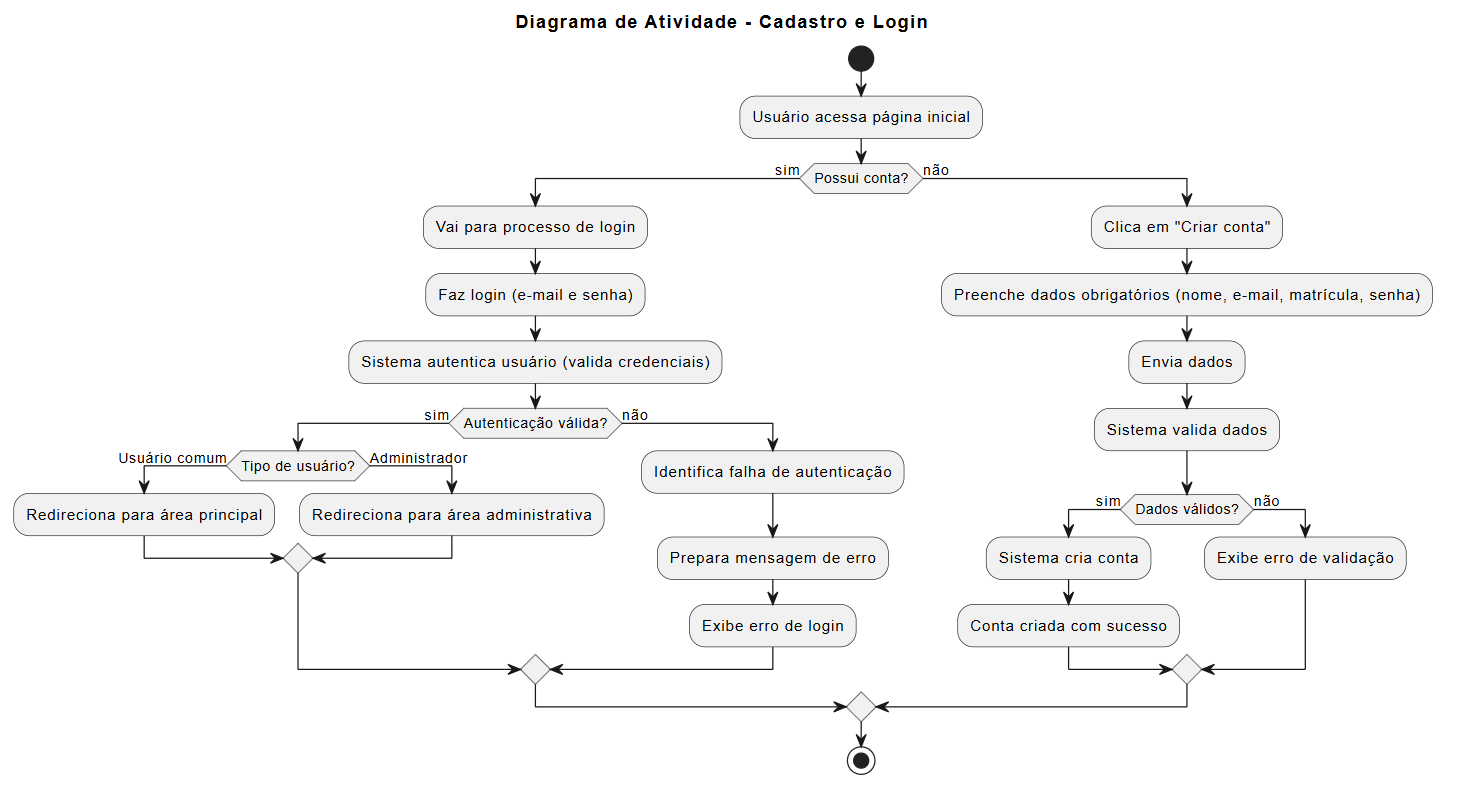 Diagrama de Atividade - Cadastro e Login
Usuário acessa página inicial
sim
Possui conta?
não
Vai para processo de login
Faz login (e-mail e senha)
Sistema autentica usuário (valida credenciais)
sim
Autenticação válida?
não
Usuário comum
Tipo de usuário?
Administrador
Redireciona para área principal
Redireciona para área administrativa
Identifica falha de autenticação
Prepara mensagem de erro
Exibe erro de login
Clica em "Criar conta"
Preenche dados obrigatórios (nome, e-mail, matrícula, senha)
Envia dados
Sistema valida dados
sim
Dados válidos?
não
Sistema cria conta
Conta criada com sucesso
Exibe erro de validação